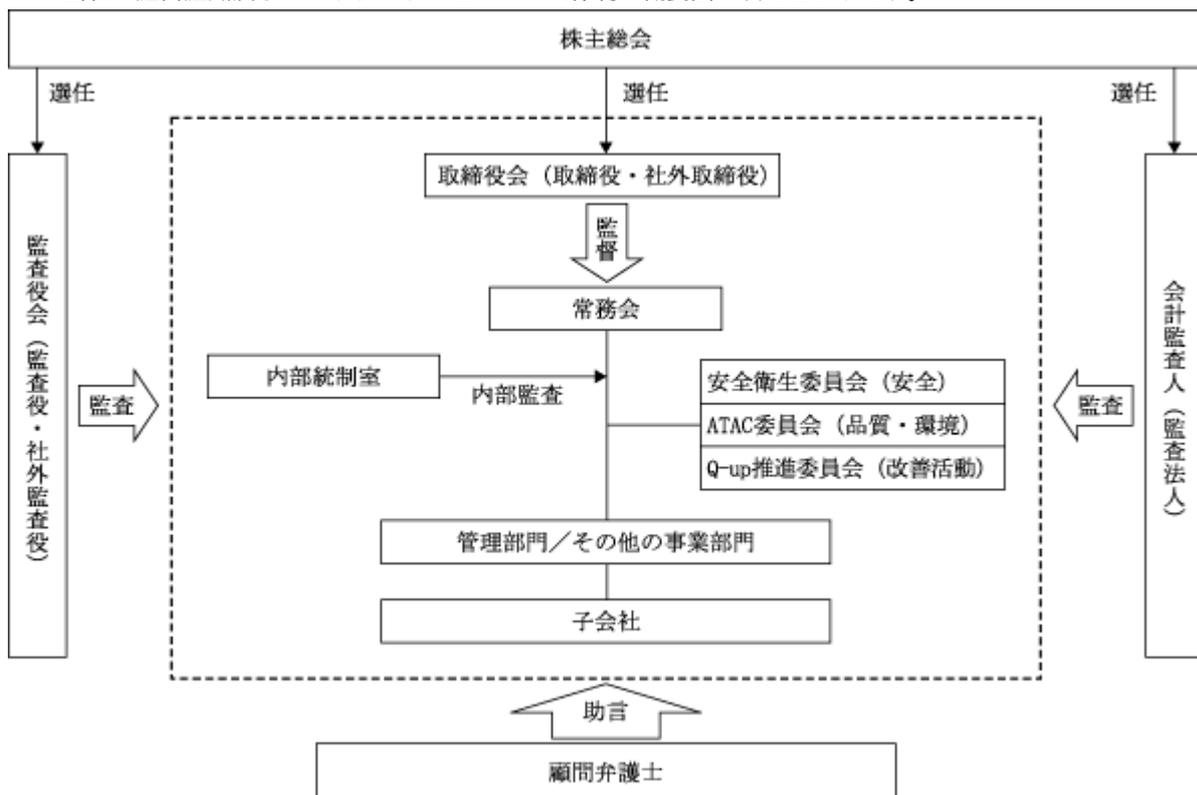 株主総会
選任
選任
選任
取締役会（取締役・社外取締役）
監督
常務会
監査役会（監査役・社外監査役）
監査
内部統制室
内部監査
安全衛生委員会（安全）
ATAC委員会（品質・環境）
Q-up推進委員会（改善活動）
監査
会計監査人（監査法人）
管理部門／その他の事業部門
子会社
助言
顧問弁護士